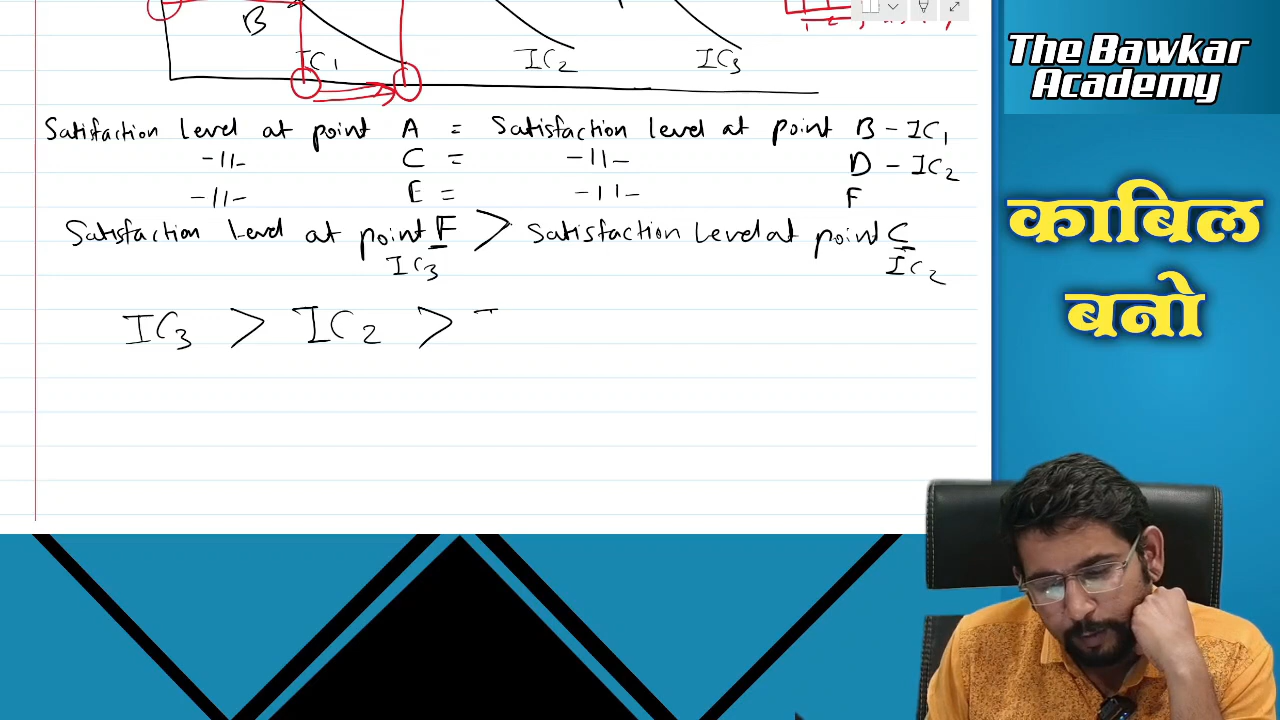 B
IC1 IC2 IC3
Satisfaction level at point A = Satisfaction level at point B - IC1
-11- C = -11- D - IC2
-11- E = -11- F
Satisfaction level at point F > Satisfaction level at point C
IC3 IC2
IC3 > IC2 >
The Bawkar
Academy
काबिल
बनो